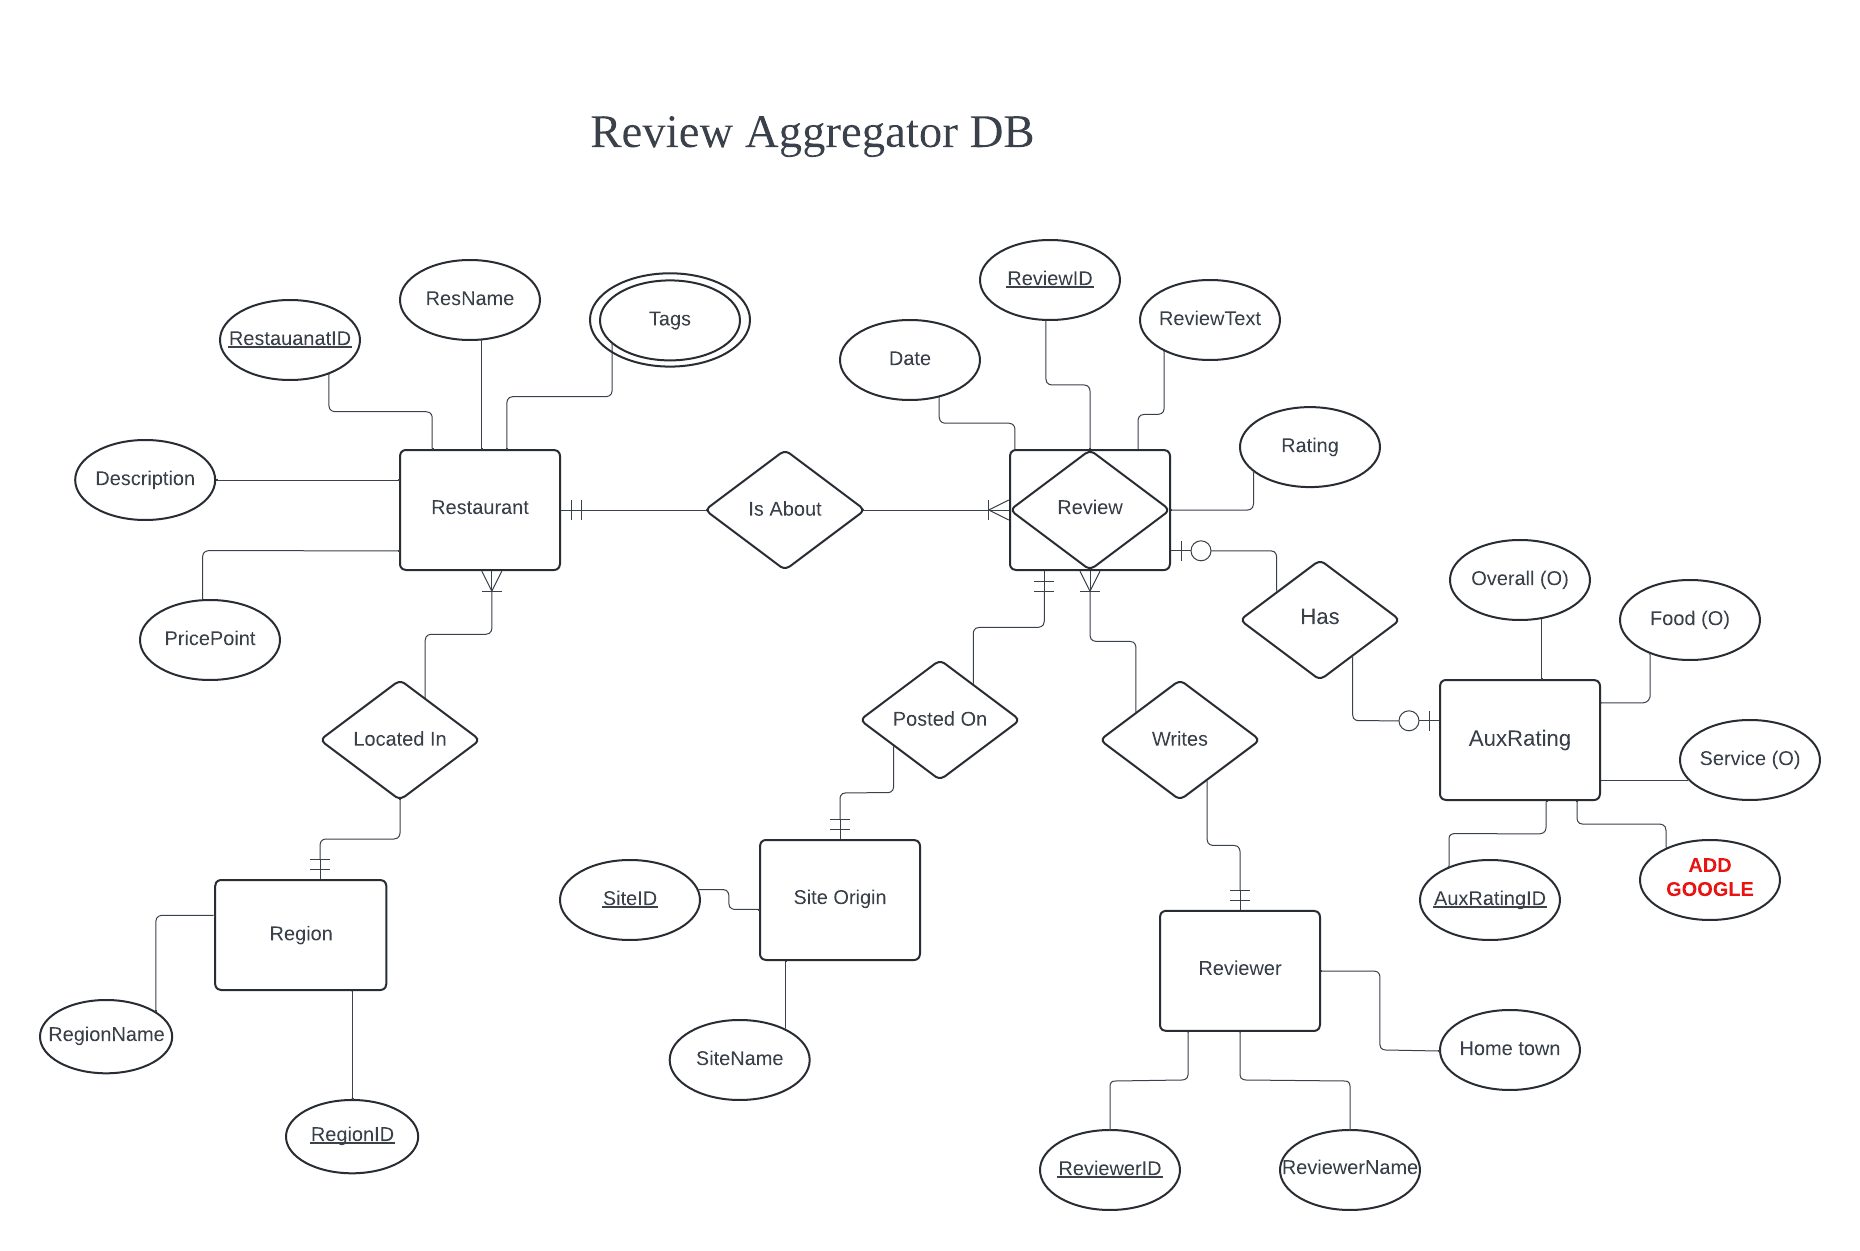 Review Aggregator DB
ReviewID
ResName
Tags
ReviewText
RestauanatID
Date
Rating
Description
Restaurant
Is About
Review
Overall (O)
Has
Food (O)
PricePoint
Located In
Posted On
Writes
AuxRating
Service (O)
ADD
GOOGLE
SiteID
Site Origin
AuxRatingID
Region
Reviewer
RegionName
SiteName
Home town
RegionID
ReviewerID
ReviewerName